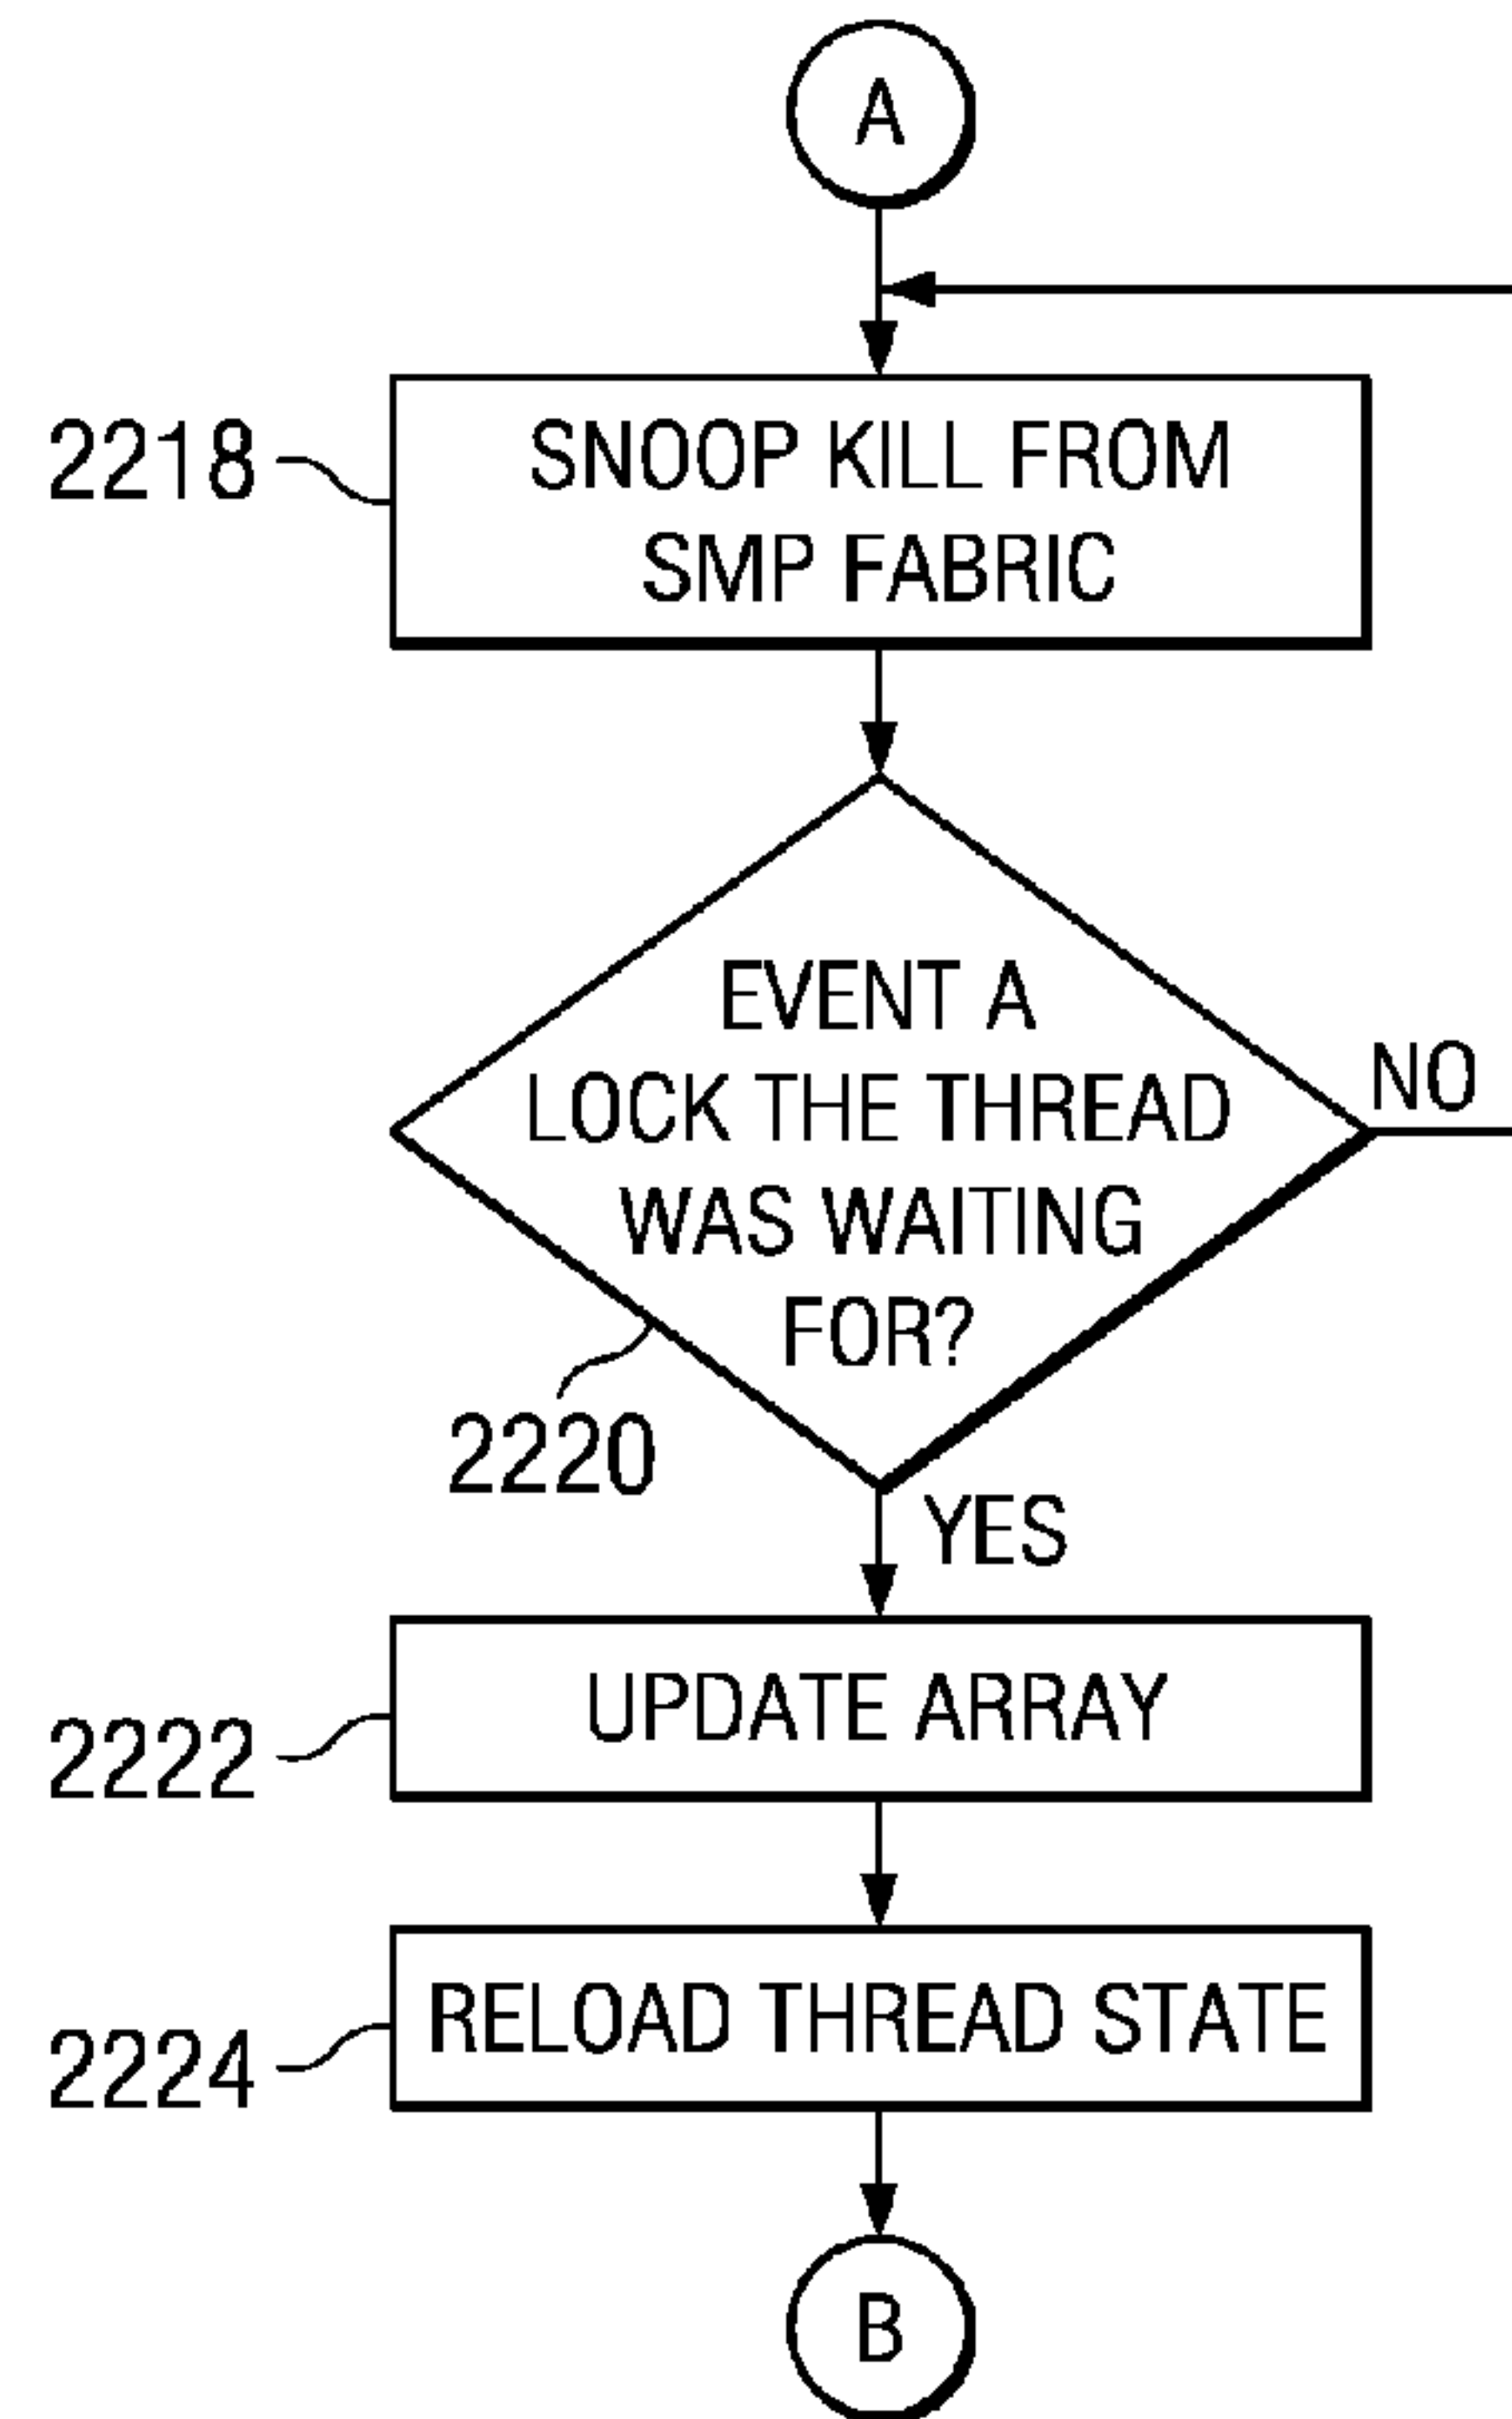 A
2218
SNOOP KILL FROM
SMP FABRIC
EVENT A
LOCK THE THREAD
WAS WAITING
FOR?
NO
2220
YES
UPDATE ARRAY
2222
RELOAD THREAD STATE
2224
B